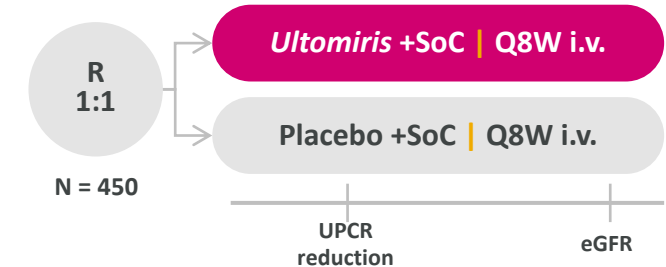 R
1:1
N = 450
Ultomiris +SoC | Q8W i.v.
Placebo +SoC | Q8W i.v.
UPCR
reduction
eGFR